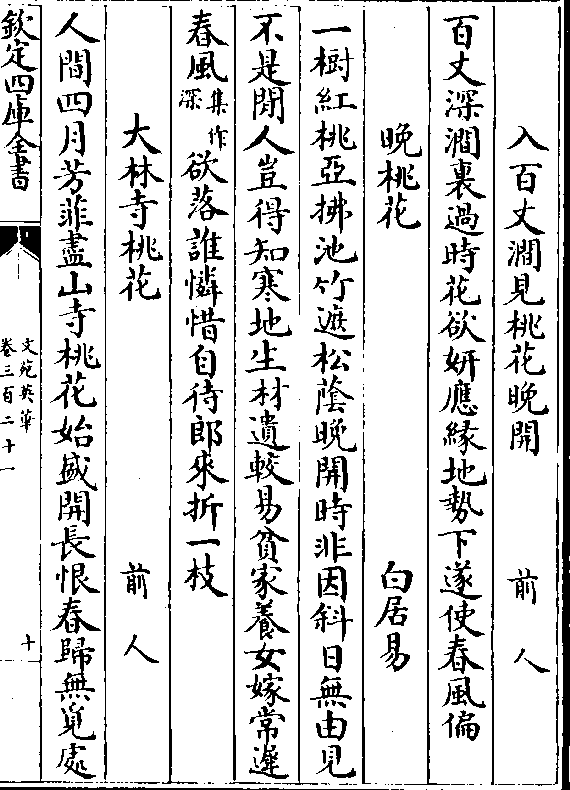 入百丈澗見桃花晚開 前人
百丈深澗裏過時花欲妍應緣地勢下遂使春風偏
晚桃花 白居易
一樹紅桃亞拂池竹遮松蔭晚開時非因斜日無由見
不是閒人豈得知寒地生材遺較易貧家養女嫁常遲
春風集作深欲落誰憐惜自待郎來折一枝
大林寺桃花 前人
人間四月芳菲盡山寺桃花始盛開長恨春歸無覓處
欽定四庫全書
文苑英華
卷三百二十一
十